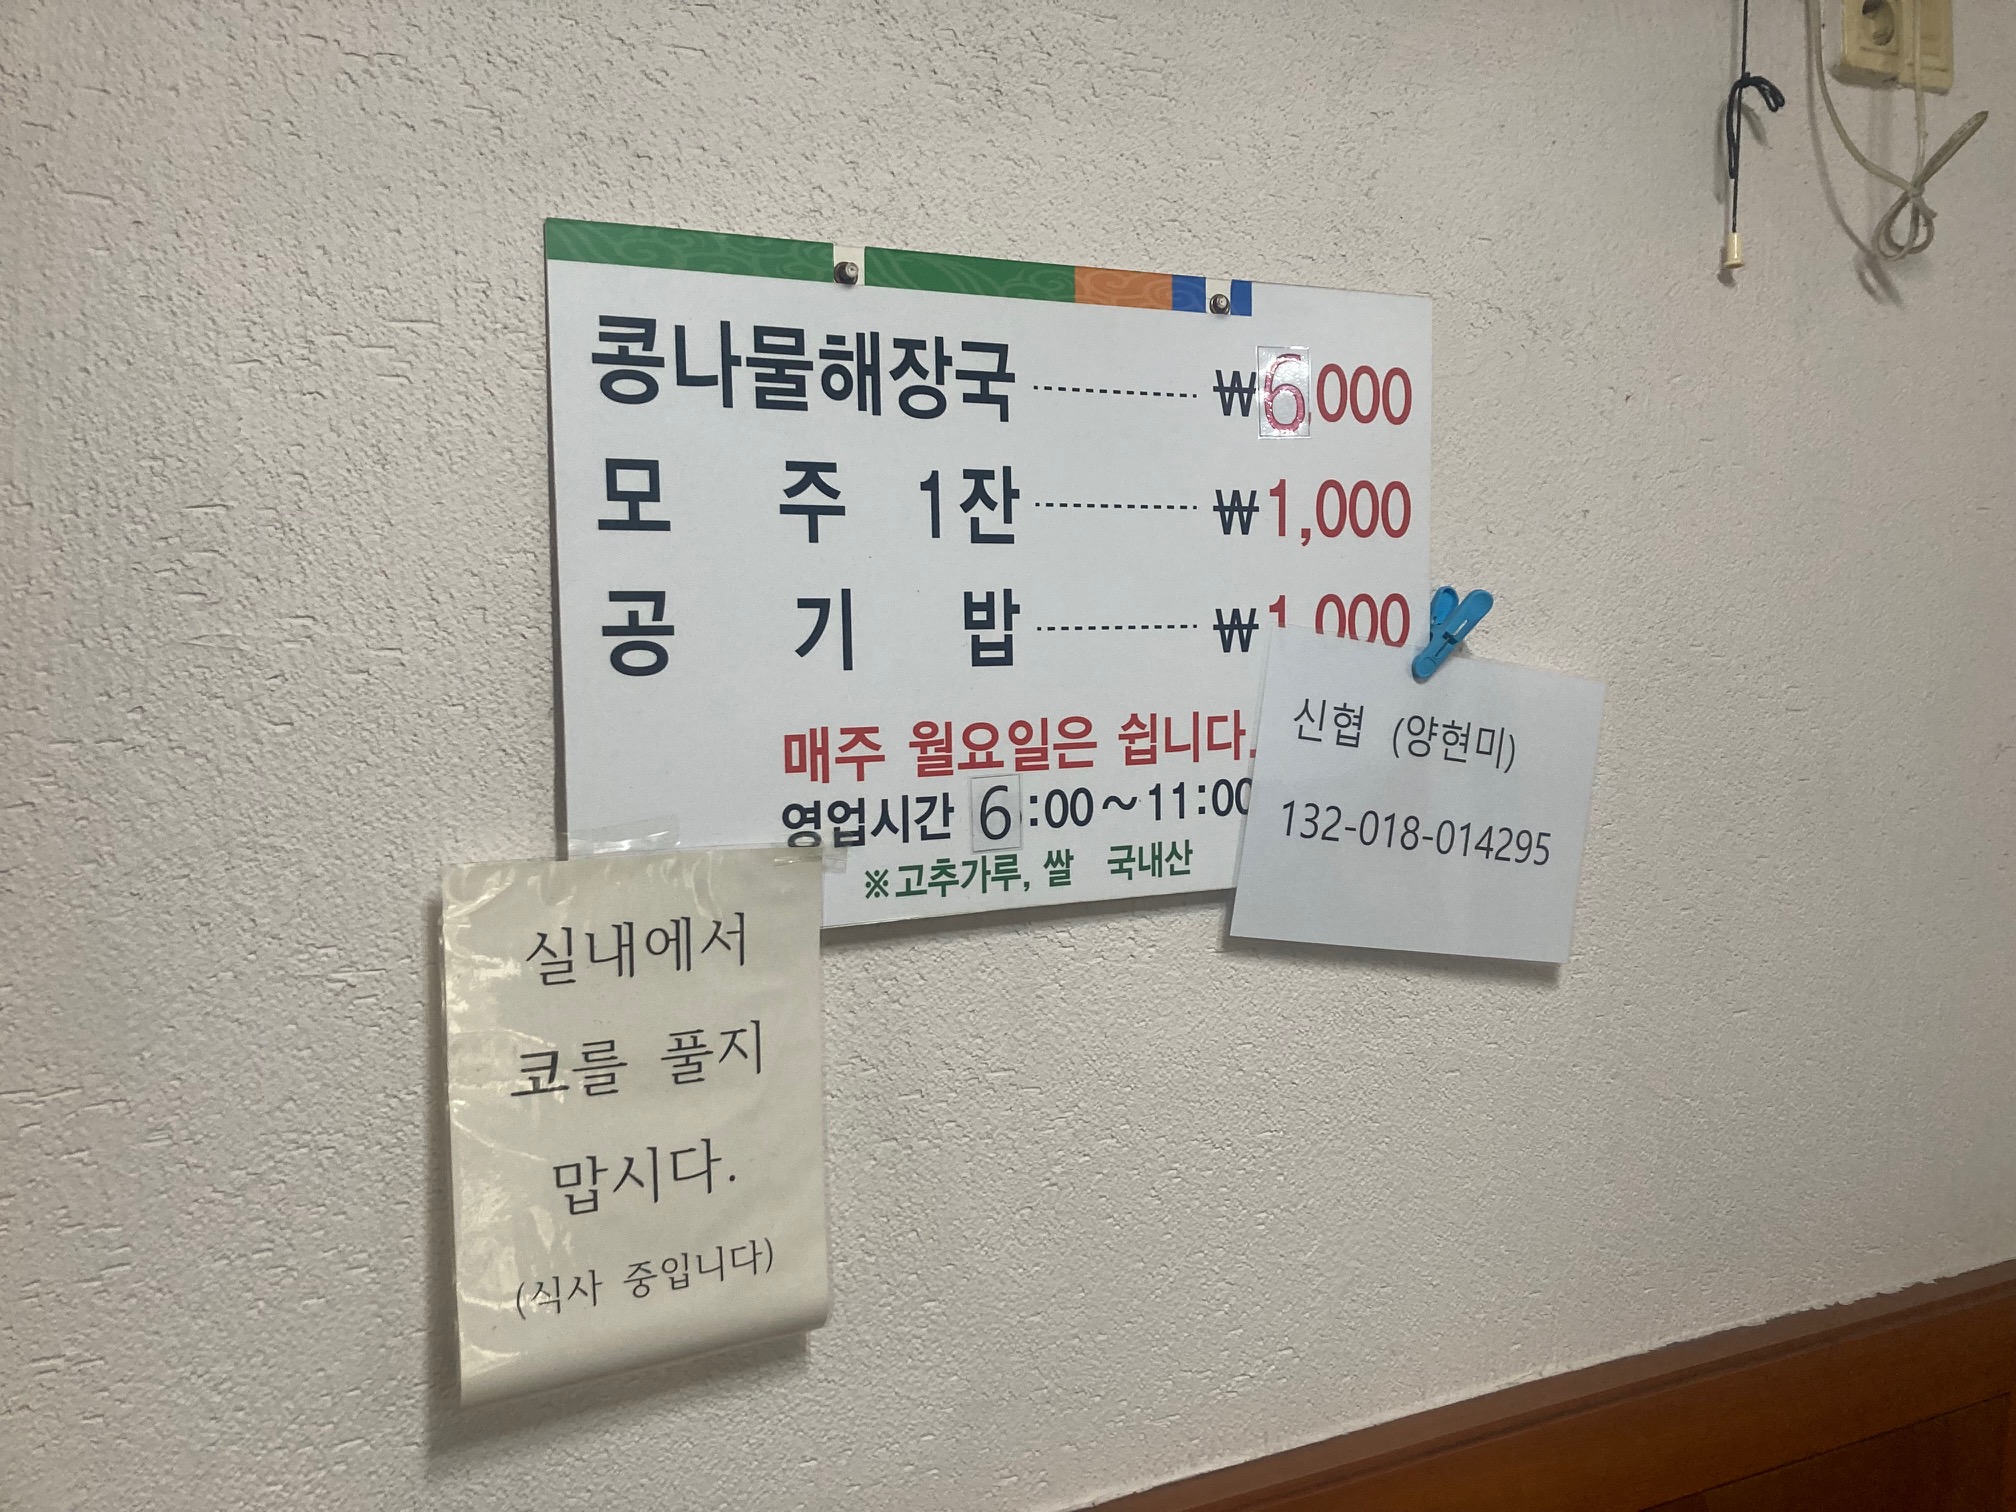 콩나물해장국 ₩6,000
모 주 1잔 ₩1,000
공 기 밥 ₩1,000
매주 월요일은 쉽니다.
영업시간 6:00~11:00
※고추가루, 쌀 국내산
신협 (양현미)
132-018-014295
실내에서
코를 풀지
맙시다.
(식사 중입니다)